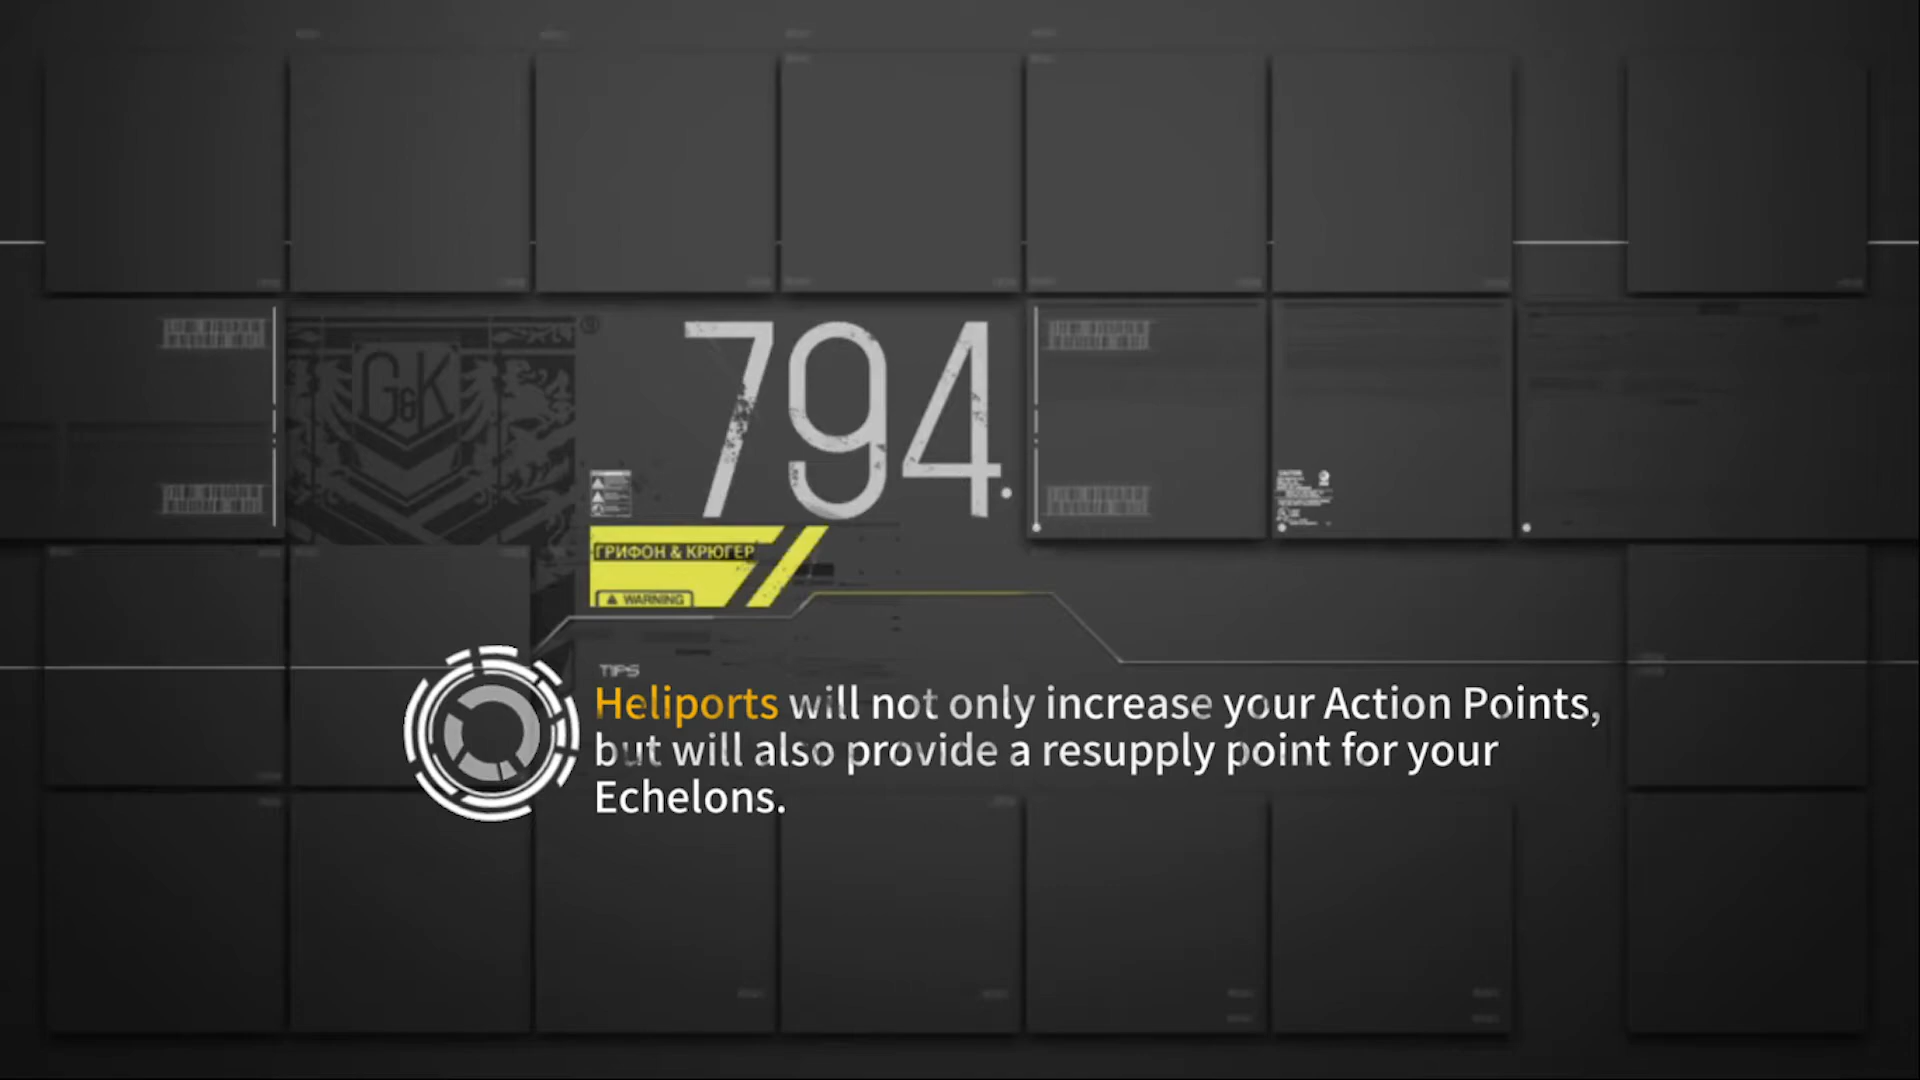 G&K
®
794.
ГРИФОН & КРЮГЕР
WARNING
TIPS
Heliports will not only increase your Action Points,
but will also provide a resupply point for your
Echelons.
CAUTION